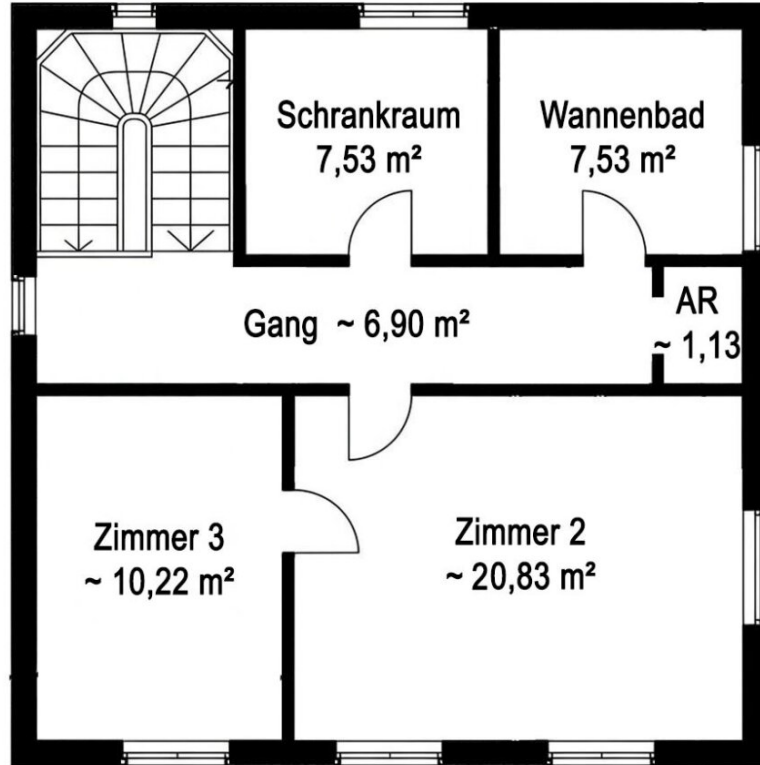 Schrankraum
7,53 m²
Wannenbad
7,53 m²
Gang ~ 6,90 m²
AR
~ 1,13
Zimmer 3
~ 10,22 m²
Zimmer 2
~ 20,83 m²